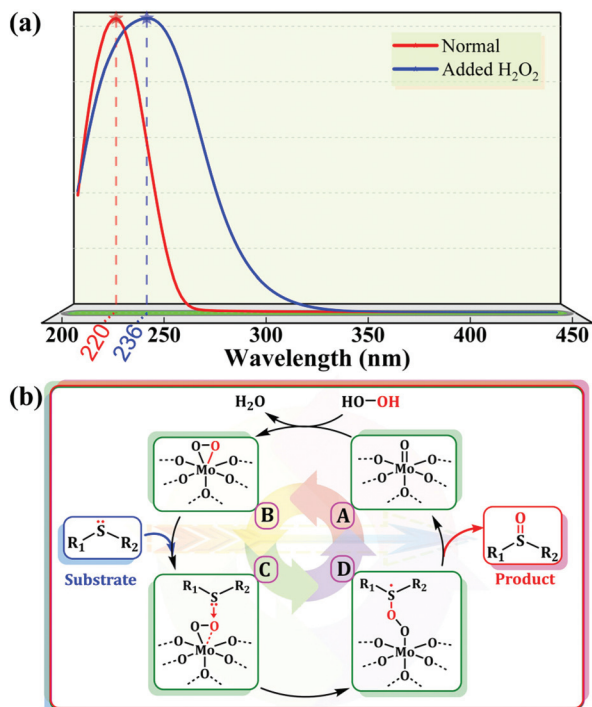 (a)
Normal
Added H₂O₂
200 250 300 350 400 450
220
236
Wavelength (nm)
(b)
H₂O HO–OH
O–O
O
O Mo O
O O
O
O
O Mo O
O O
O
B A
S
R₁ R₂
Substrate
O
S
R₁ R₂
Product
C D
R₁ S R₂
O–O
O Mo O
O O
O
R₁ S R₂
O
O
O Mo O
O O
O